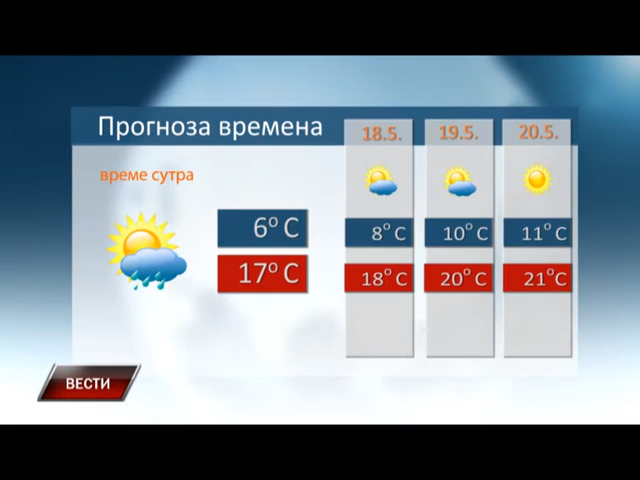 Прогноза времена
време сутра
6° C
17° C
18.5.
8° C
18° C
19.5.
10° C
20° C
20.5.
11° C
21° C
ВЕСТИ